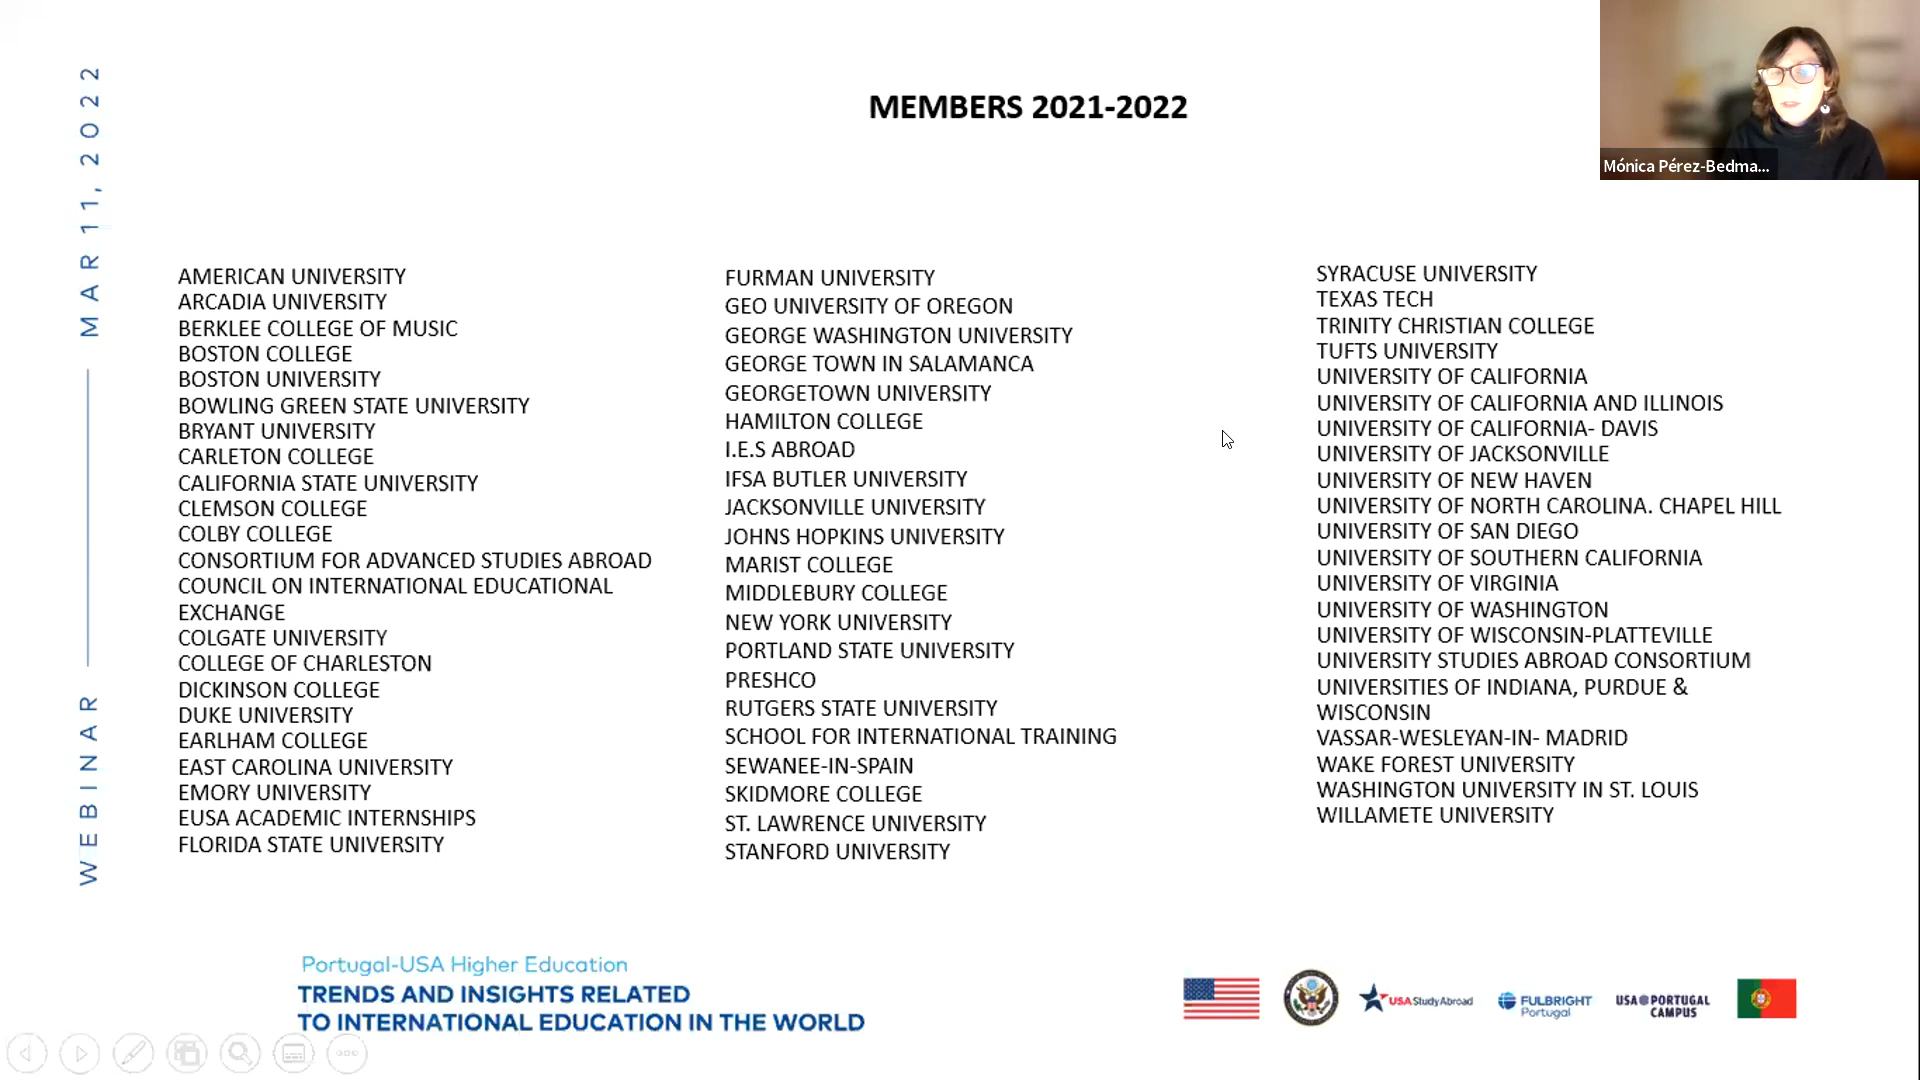 MEMBERS 2021-2022
Mónica Pérez-Bedma...
WEBINAR
MAR 11, 2022
AMERICAN UNIVERSITY
ARCADIA UNIVERSITY
BERKLEE COLLEGE OF MUSIC
BOSTON COLLEGE
BOSTON UNIVERSITY
BOWLING GREEN STATE UNIVERSITY
BRYANT UNIVERSITY
CARLETON COLLEGE
CALIFORNIA STATE UNIVERSITY
CLEMSON COLLEGE
COLBY COLLEGE
CONSORTIUM FOR ADVANCED STUDIES ABROAD
COUNCIL ON INTERNATIONAL EDUCATIONAL
EXCHANGE
COLGATE UNIVERSITY
COLLEGE OF CHARLESTON
DICKINSON COLLEGE
DUKE UNIVERSITY
EARLHAM COLLEGE
EAST CAROLINA UNIVERSITY
EMORY UNIVERSITY
EUSA ACADEMIC INTERNSHIPS
FLORIDA STATE UNIVERSITY
FURMAN UNIVERSITY
GEO UNIVERSITY OF OREGON
GEORGE WASHINGTON UNIVERSITY
GEORGE TOWN IN SALAMANCA
GEORGETOWN UNIVERSITY
HAMILTON COLLEGE
I.E.S ABROAD
IFSA BUTLER UNIVERSITY
JACKSONVILLE UNIVERSITY
JOHNS HOPKINS UNIVERSITY
MARIST COLLEGE
MIDDLEBURY COLLEGE
NEW YORK UNIVERSITY
PORTLAND STATE UNIVERSITY
PRESHCO
RUTGERS STATE UNIVERSITY
SCHOOL FOR INTERNATIONAL TRAINING
SEWANEE-IN-SPAIN
SKIDMORE COLLEGE
ST. LAWRENCE UNIVERSITY
STANFORD UNIVERSITY
SYRACUSE UNIVERSITY
TEXAS TECH
TRINITY CHRISTIAN COLLEGE
TUFTS UNIVERSITY
UNIVERSITY OF CALIFORNIA
UNIVERSITY OF CALIFORNIA AND ILLINOIS
UNIVERSITY OF CALIFORNIA- DAVIS
UNIVERSITY OF JACKSONVILLE
UNIVERSITY OF NEW HAVEN
UNIVERSITY OF NORTH CAROLINA. CHAPEL HILL
UNIVERSITY OF SAN DIEGO
UNIVERSITY OF SOUTHERN CALIFORNIA
UNIVERSITY OF VIRGINIA
UNIVERSITY OF WASHINGTON
UNIVERSITY OF WISCONSIN-PLATTEVILLE
UNIVERSITY STUDIES ABROAD CONSORTIUM
UNIVERSITIES OF INDIANA, PURDUE &
WISCONSIN
VASSAR-WESLEYAN-IN- MADRID
WAKE FOREST UNIVERSITY
WASHINGTON UNIVERSITY IN ST. LOUIS
WILLAMETE UNIVERSITY
Portugal-USA Higher Education
TRENDS AND INSIGHTS RELATED
TO INTERNATIONAL EDUCATION IN THE WORLD
USA Study Abroad
FULBRIGHT
Portugal
USA@PORTUGAL
CAMPUS